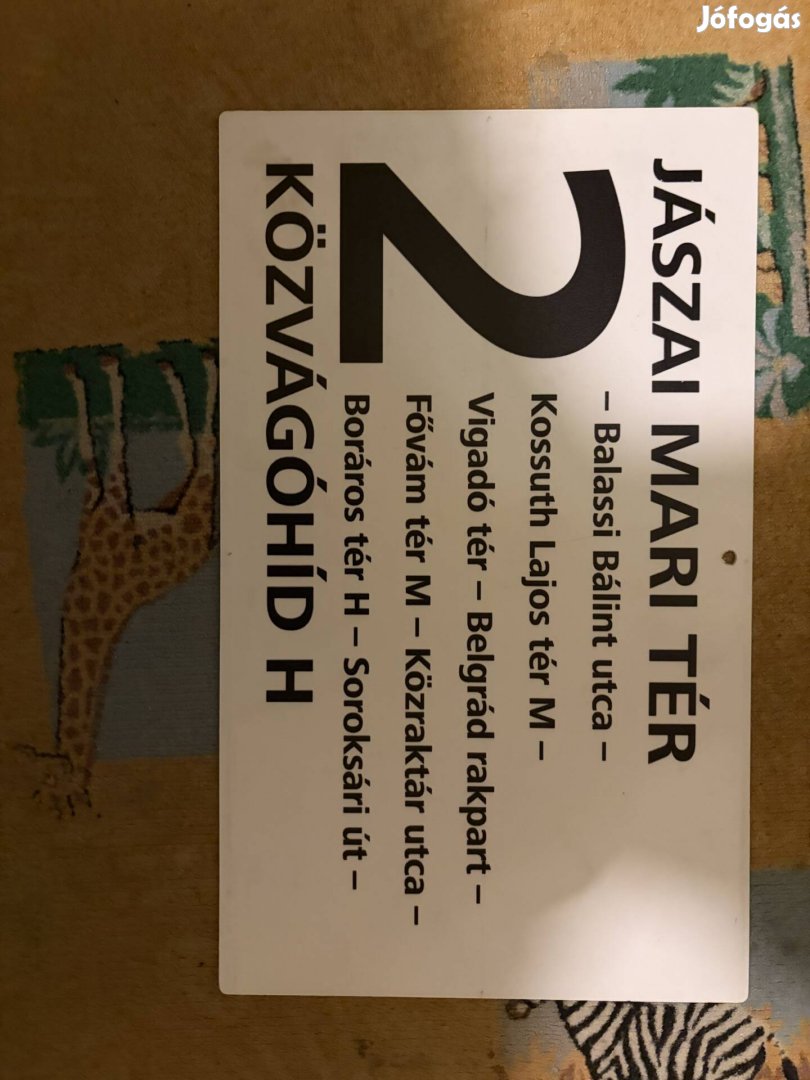 Jófogás
JÁSZAI MARI TÉR
2
– Balassi Bálint utca –
Kossuth Lajos tér M –
Vigadó tér – Belgrád rakpart –
Fővám tér M – Közraktár utca –
Boráros tér H – Soroksári út –
KÖZVÁGÓHÍD H